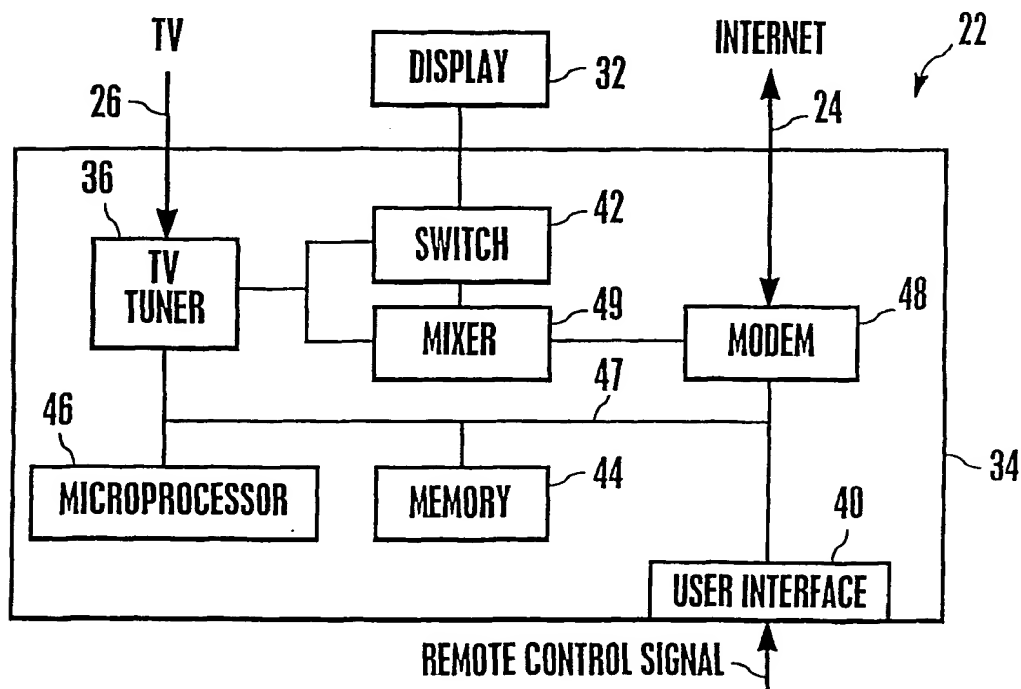 TV
DISPLAY
INTERNET
22
26
32
24
36
42
SWITCH
TV
TUNER
49
MIXER
48
MODEM
47
46
MICROPROCESSOR
44
MEMORY
34
40
USER INTERFACE
REMOTE CONTROL SIGNAL